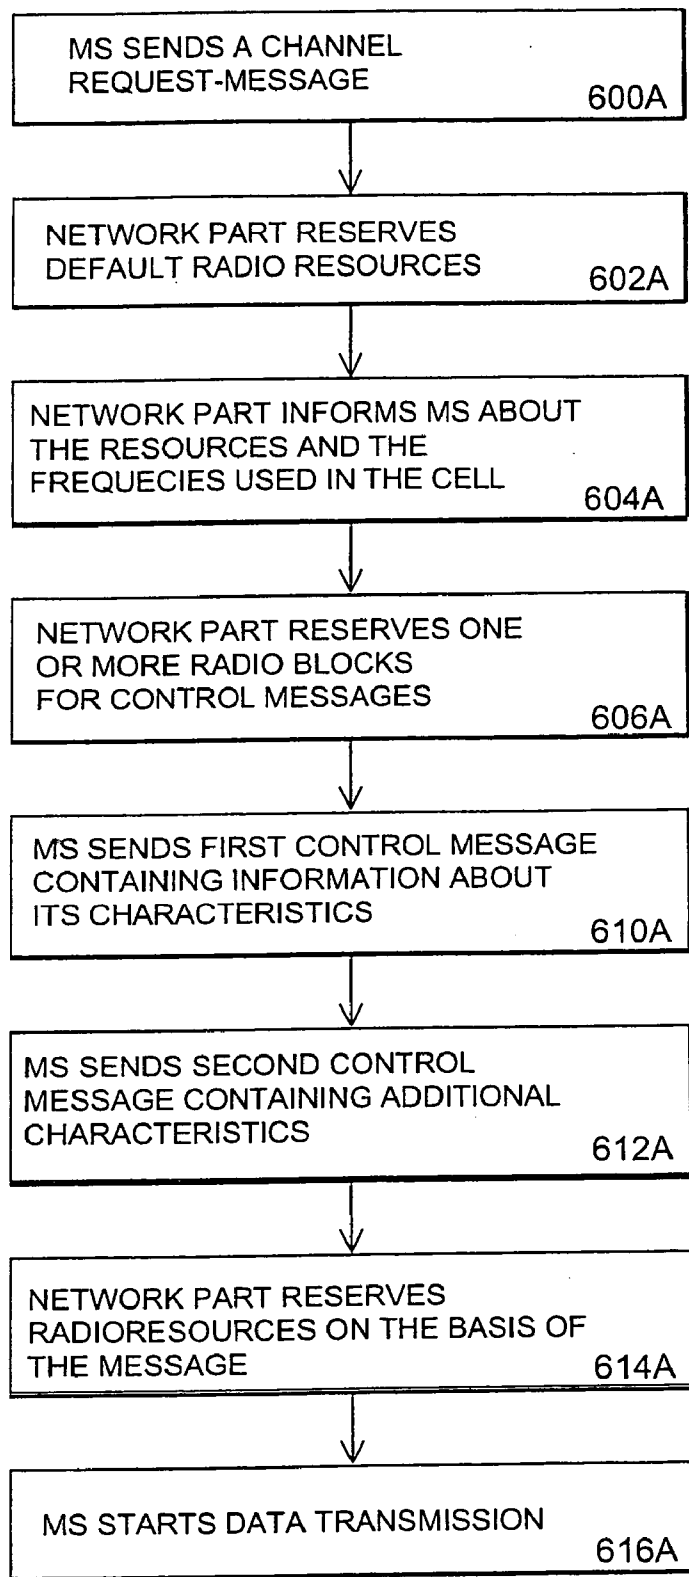 MS SENDS A CHANNEL
REQUEST-MESSAGE
600A
NETWORK PART RESERVES
DEFAULT RADIO RESOURCES
602A
NETWORK PART INFORMS MS ABOUT
THE RESOURCES AND THE
FREQUECIES USED IN THE CELL
604A
NETWORK PART RESERVES ONE
OR MORE RADIO BLOCKS
FOR CONTROL MESSAGES
606A
MS SENDS FIRST CONTROL MESSAGE
CONTAINING INFORMATION ABOUT
ITS CHARACTERISTICS
610A
MS SENDS SECOND CONTROL
MESSAGE CONTAINING ADDITIONAL
CHARACTERISTICS
612A
NETWORK PART RESERVES
RADIORESOURCES ON THE BASIS OF
THE MESSAGE
614A
MS STARTS DATA TRANSMISSION
616A